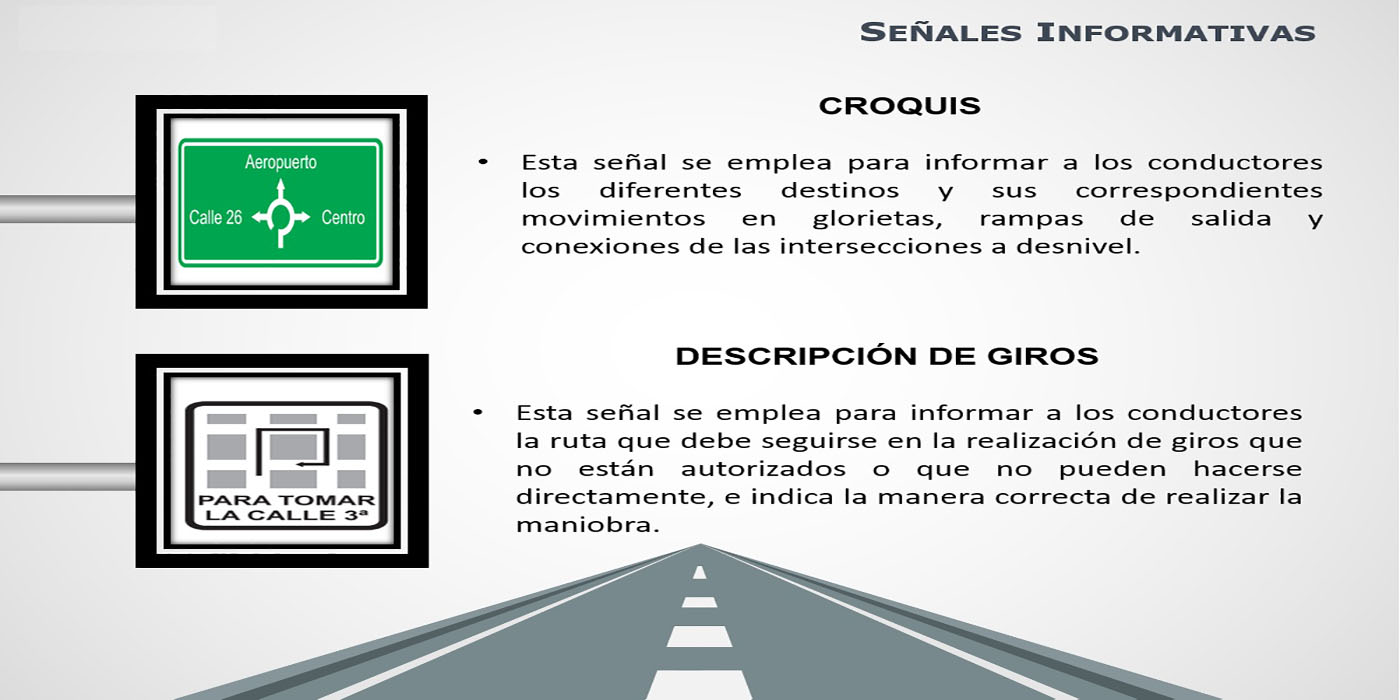 SEÑALES INFORMATIVAS
CROQUIS
Aeropuerto
Calle 26
Centro
• Esta señal se emplea para informar a los conductores
los diferentes destinos y sus correspondientes
movimientos en glorietas, rampas de salida y
conexiones de las intersecciones a desnivel.
DESCRIPCIÓN DE GIROS
PARA TOMAR
LA CALLE 3ª
• Esta señal se emplea para informar a los conductores
la ruta que debe seguirse en la realización de giros que
no están autorizados o que no pueden hacerse
directamente, e indica la manera correcta de realizar la
maniobra.